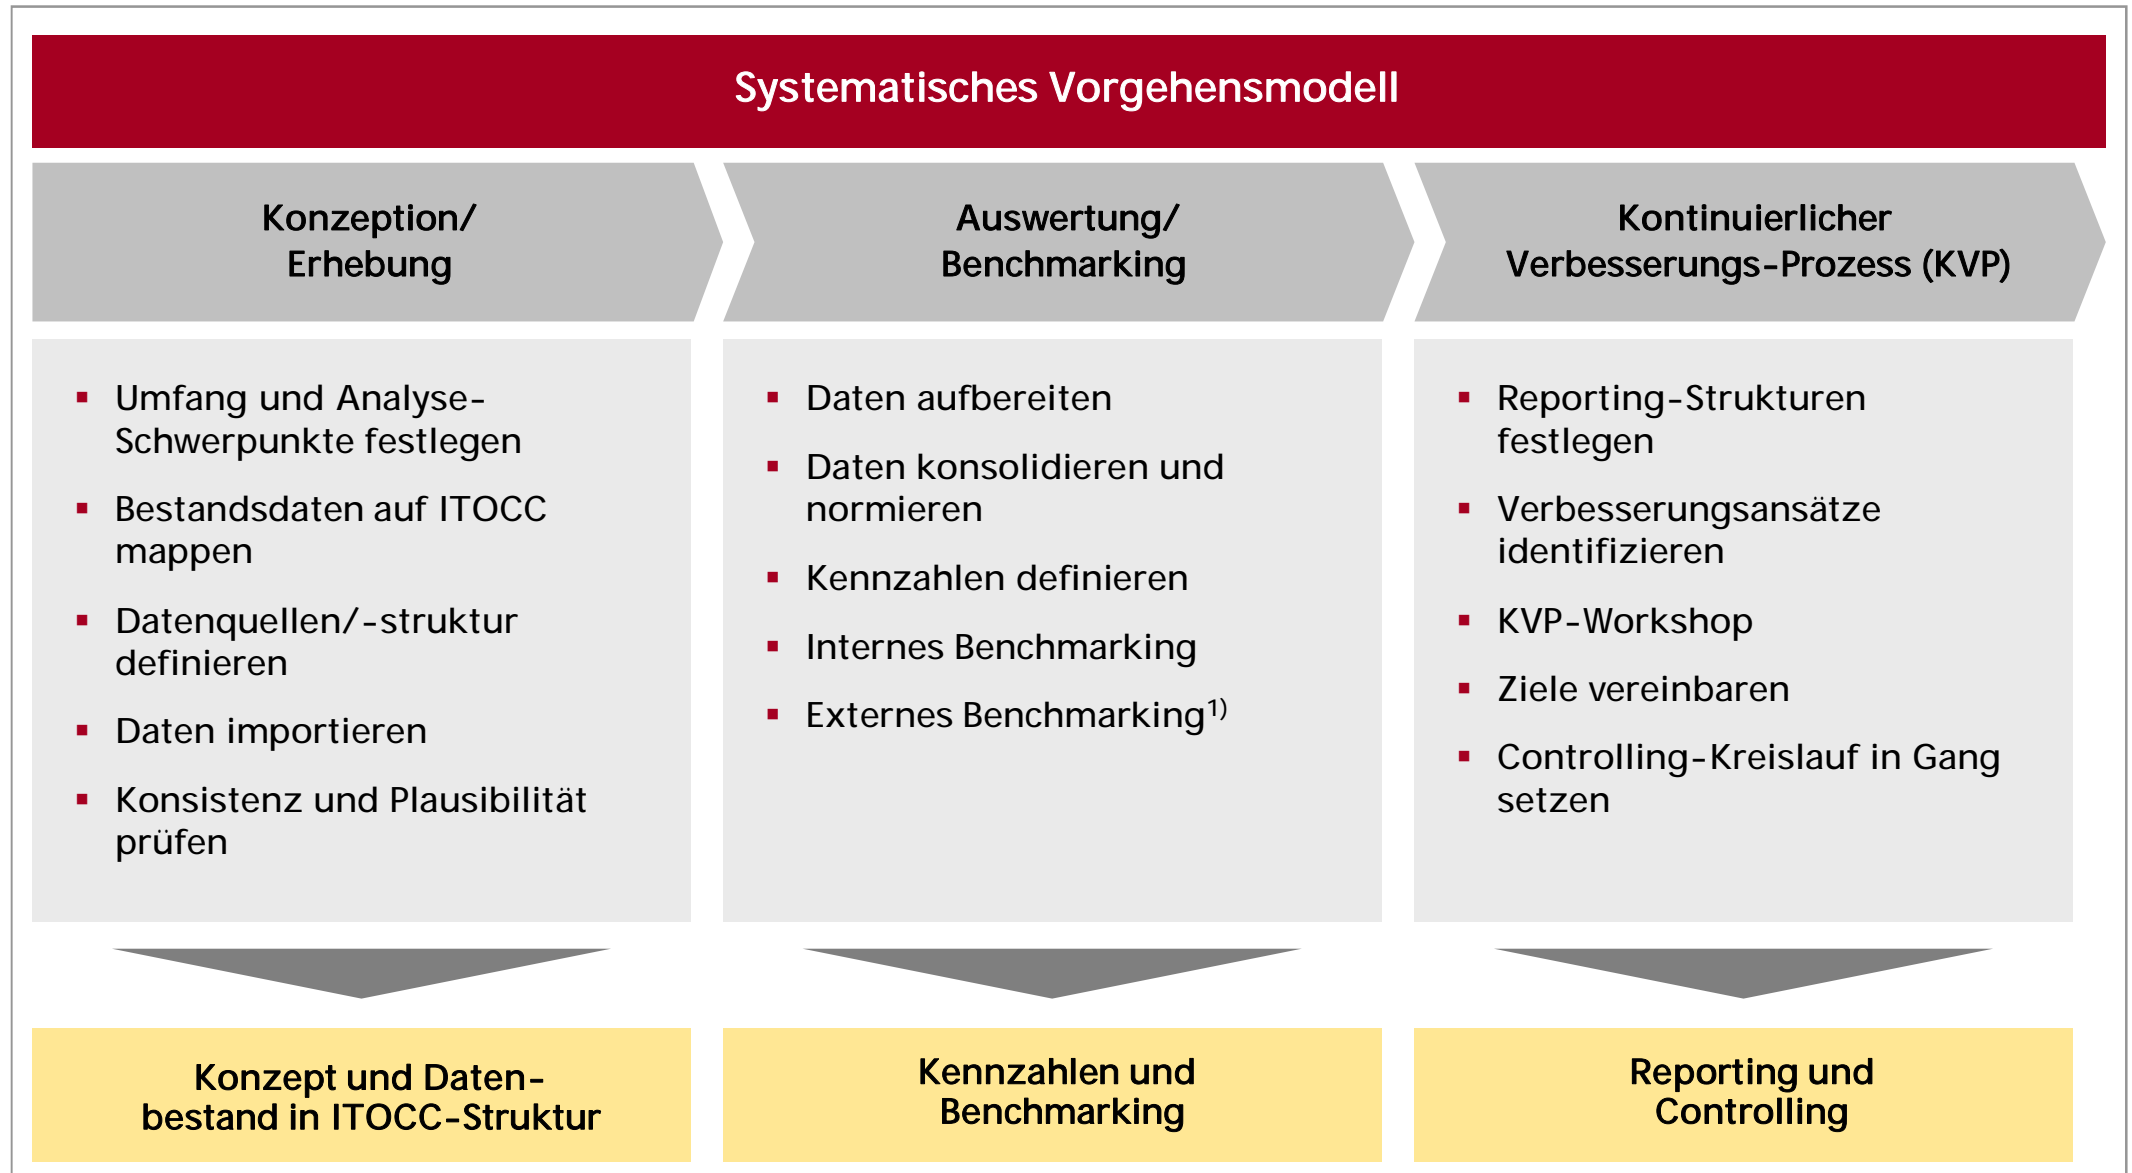 Systematisches Vorgehensmodell
Konzeption/
Erhebung
Auswertung/
Benchmarking
Kontinuierlicher
Verbesserungs-Prozess (KVP)
▪ Umfang und Analyse-
Schwerpunkte festlegen
▪ Bestandsdaten auf ITOCC
mappen
▪ Datenquellen/-struktur
definieren
▪ Daten importieren
▪ Konsistenz und Plausibilität
prüfen
▪ Daten aufbereiten
▪ Daten konsolidieren und
normieren
▪ Kennzahlen definieren
▪ Internes Benchmarking
▪ Externes Benchmarking1)
▪ Reporting-Strukturen
festlegen
▪ Verbesserungsansätze
identifizieren
▪ KVP-Workshop
▪ Ziele vereinbaren
▪ Controlling-Kreislauf in Gang
setzen
Konzept und Daten-
bestand in ITOCC-Struktur
Kennzahlen und
Benchmarking
Reporting und
Controlling